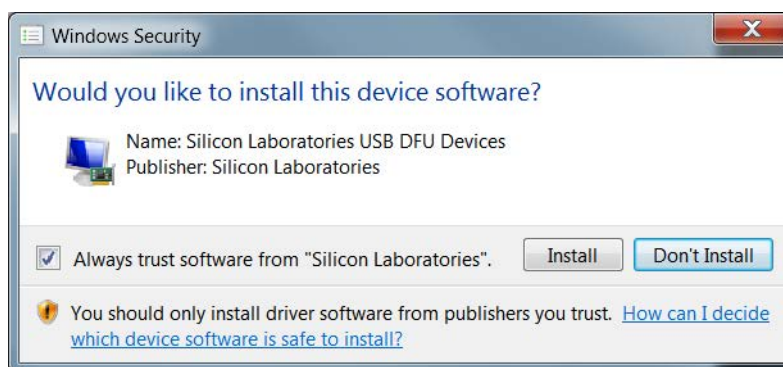 Windows Security
Would you like to install this device software?
Name: Silicon Laboratories USB DFU Devices
Publisher: Silicon Laboratories
Always trust software from "Silicon Laboratories".
Install
Don't Install
You should only install driver software from publishers you trust. How can I decide
which device software is safe to install?